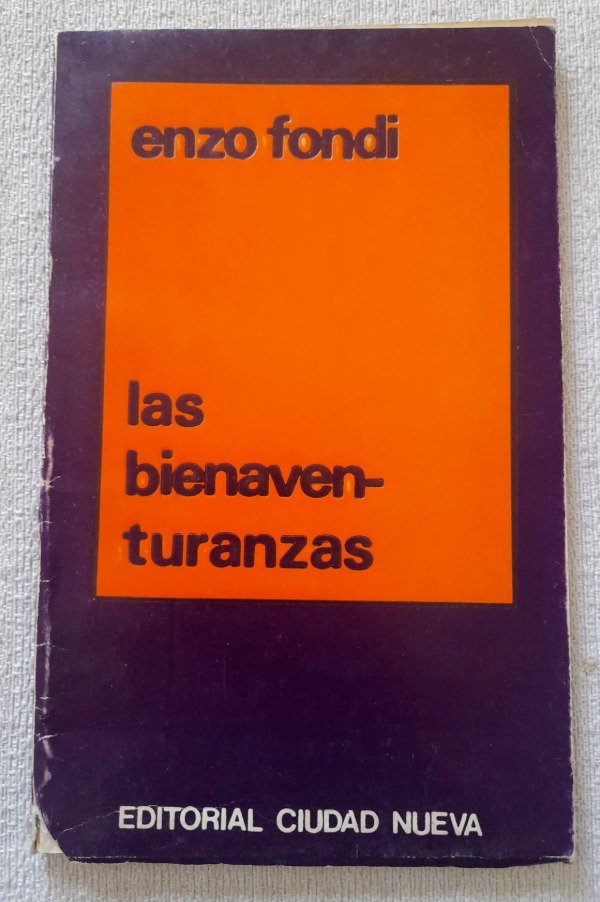 enzo fondi
las
bienaven-
turanzas
EDITORIAL CIUDAD NUEVA